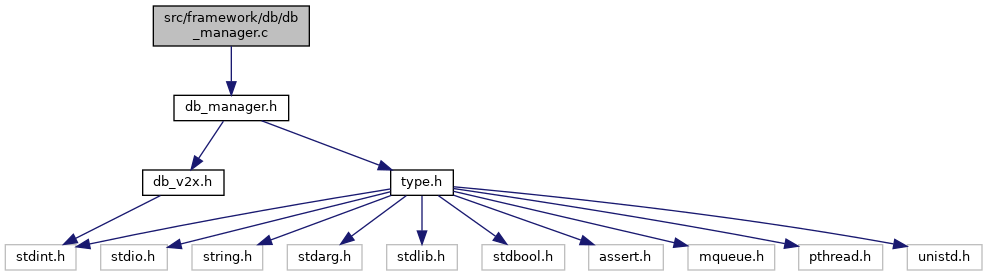 src/framework/db/db
_manager.c
db_manager.h
db_v2x.h
type.h
stdint.h
stdio.h
string.h
stdarg.h
stdlib.h
stdbool.h
assert.h
mqueue.h
pthread.h
unistd.h